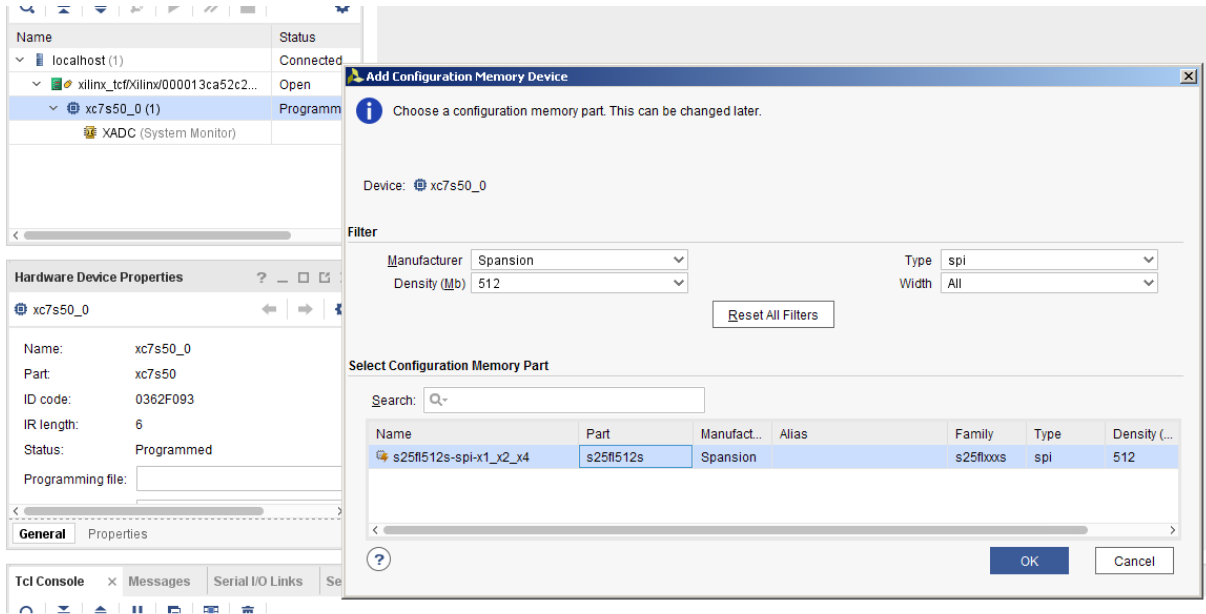 Name Status
localhost (1) Connected
xilinx_tcf/Xilinx/000013ca52c2... Open
xc7s50_0 (1) Programm
XADC (System Monitor)
Hardware Device Properties ?
xc7s50_0
Name: xc7s50_0
Part: xc7s50
ID code: 0362F093
IR length: 6
Status: Programmed
Programming file:
General Properties
Tcl Console Messages Serial I/O Links Se
Add Configuration Memory Device
Choose a configuration memory part. This can be changed later.
Device: xc7s50_0
Filter
Manufacturer Spansion Type spi
Density (Mb) 512 Width All
Reset All Filters
Select Configuration Memory Part
Search:
Name Part Manufact... Alias Family Type Density (...
s25fl512s-spi-x1_x2_x4 s25fl512s Spansion s25flxxxs spi 512
? OK Cancel